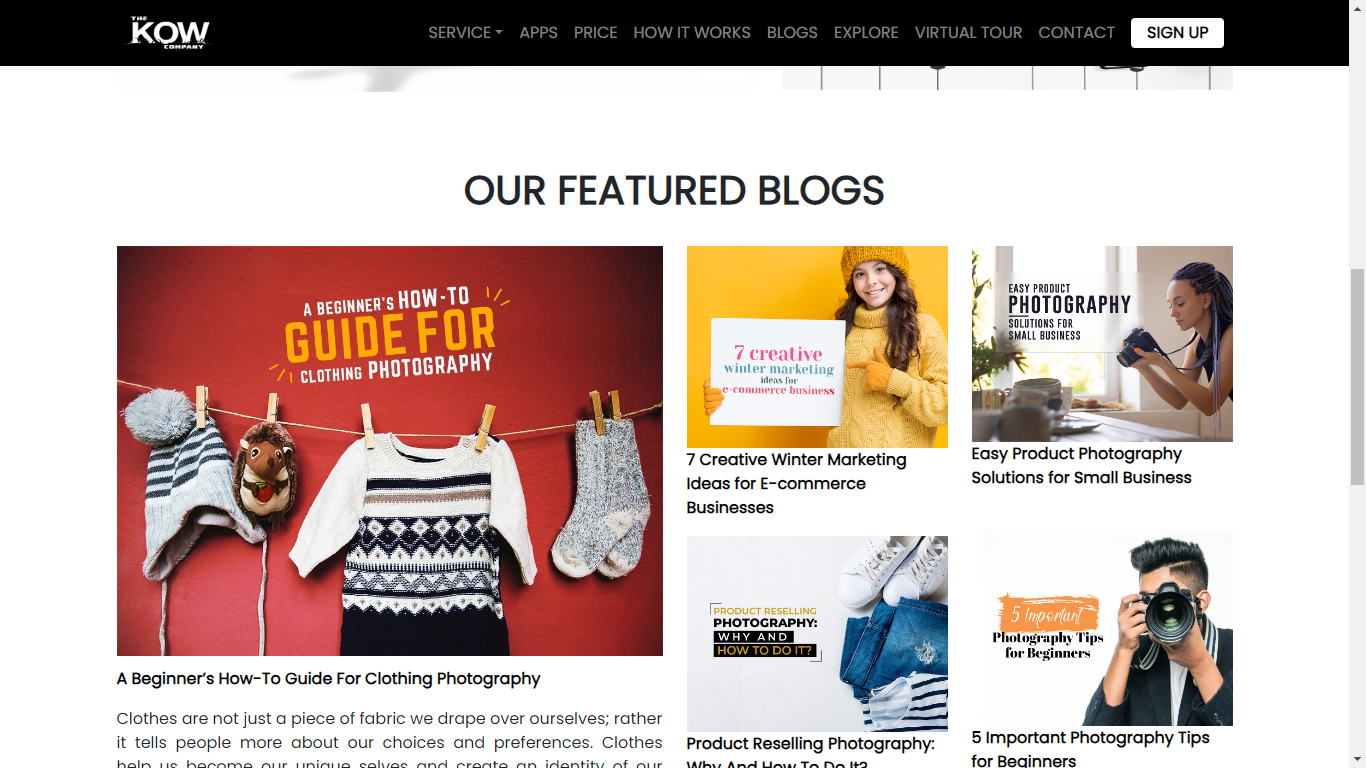 THE
KOW
COMPANY
SERVICE
APPS
PRICE
HOW IT WORKS
BLOGS
EXPLORE
VIRTUAL TOUR
CONTACT
SIGN UP
OUR FEATURED BLOGS
A BEGINNER'S HOW-TO
GUIDE FOR
CLOTHING PHOTOGRAPHY
A Beginner’s How-To Guide For Clothing Photography
Clothes are not just a piece of fabric we drape over ourselves; rather
it tells people more about our choices and preferences. Clothes
help us become our unique selves and create an identity of our
7 creative
winter marketing
ideas for
e-commerce business
7 Creative Winter Marketing
Ideas for E-commerce
Businesses
EASY PRODUCT
PHOTOGRAPHY
SOLUTIONS FOR
SMALL BUSINESS
Easy Product Photography
Solutions for Small Business
PRODUCT RESELLING
PHOTOGRAPHY:
WHY AND
HOW TO DO IT?
Product Reselling Photography:
Why And How To Do It?
5 Important
Photography Tips
for Beginners
5 Important Photography Tips
for Beginners